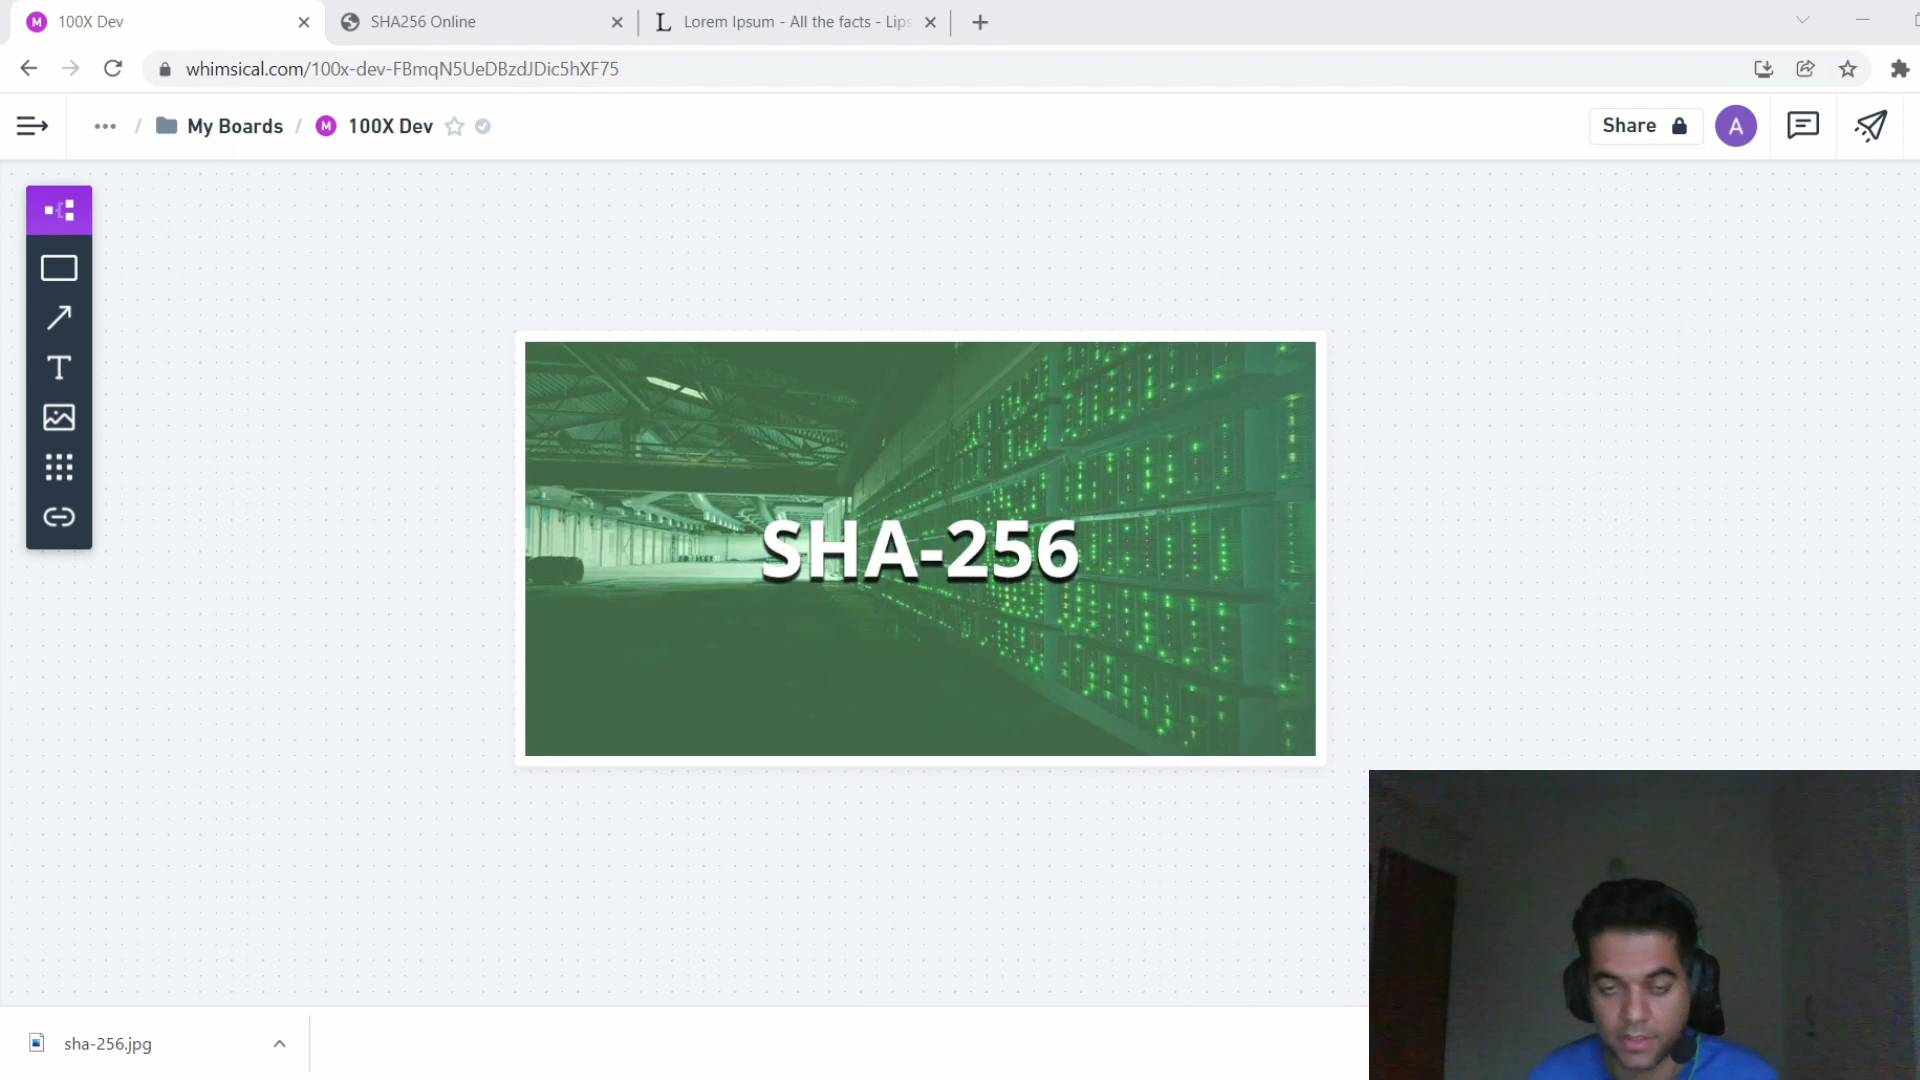 M 100X Dev
SHA256 Online
L Lorem Ipsum - All the facts - Lips
whimsical.com/100x-dev-FBmqN5UeDBzdJDic5hXF75
... / My Boards / M 100X Dev
Share
A
T
SHA-256
sha-256.jpg